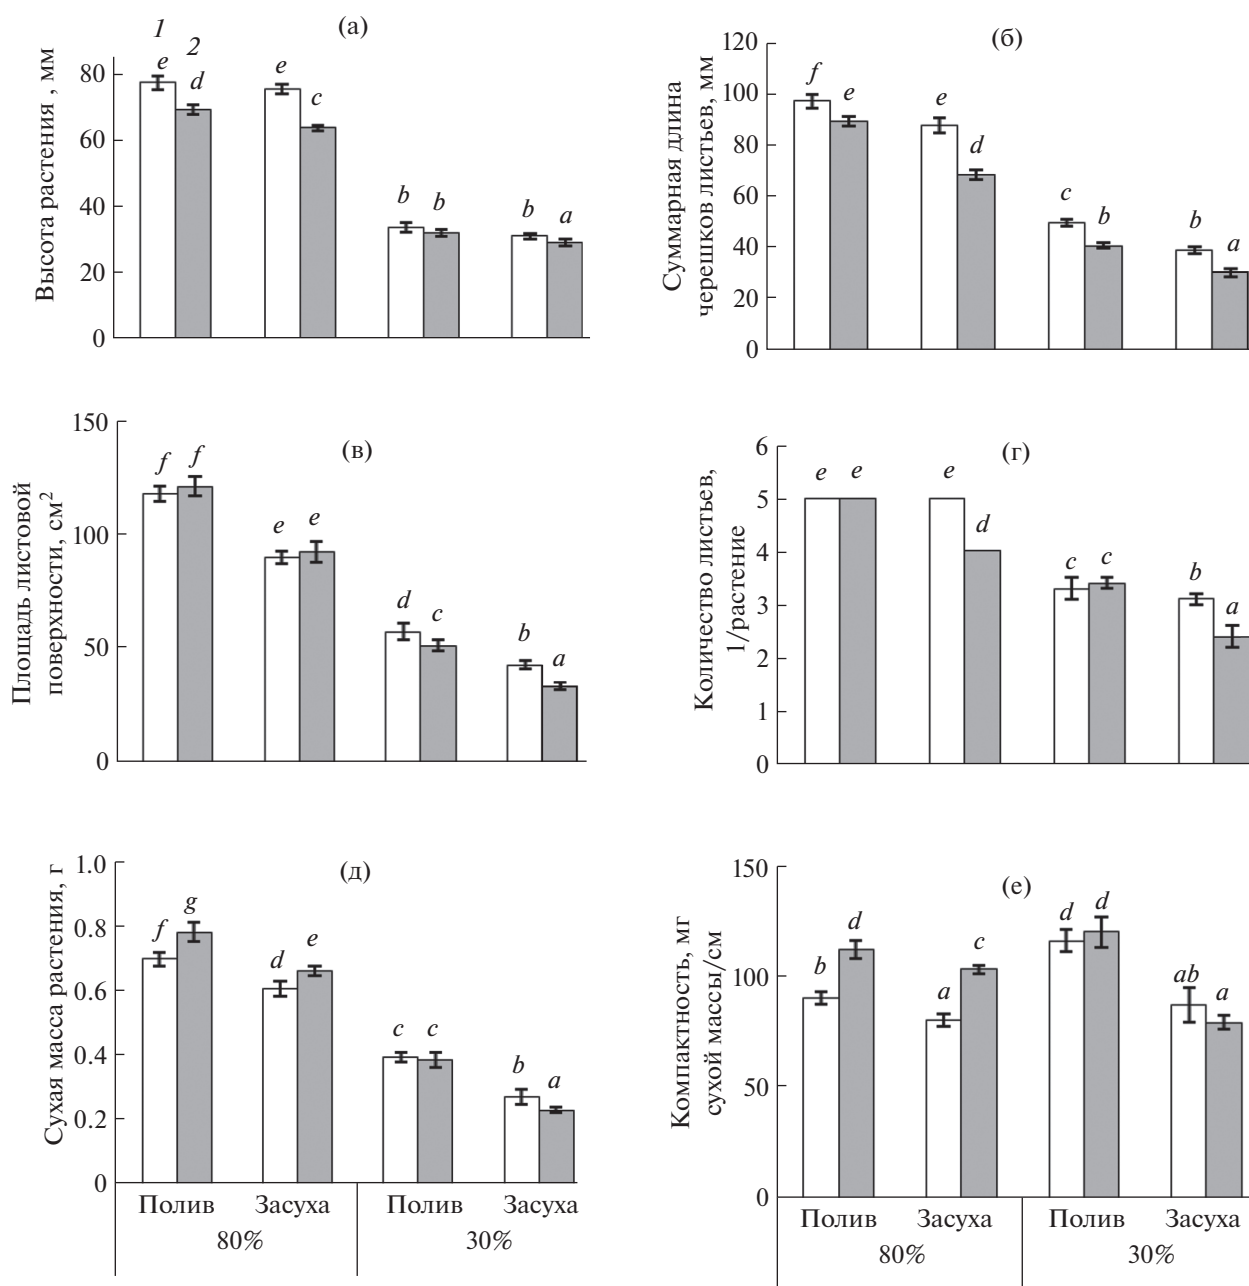 (а)
Высота растения , мм
80
60
40
20
0
1
2
e
d
e
c
b
b
b
a
(б)
Суммарная длина
черешков листьев, мм
120
100
80
60
40
20
0
f
e
e
d
c
b
b
a
(в)
Площадь листовой
поверхности, см²
150
100
50
0
f
f
e
e
d
c
b
a
(г)
Количество листьев,
1/растение
6
5
4
3
2
1
0
e
e
e
d
c
c
b
a
(д)
Сухая масса растения, г
1.0
0.8
0.6
0.4
0.2
0
f
g
d
e
c
c
b
a
Полив
Засуха
Полив
Засуха
80%
30%
(е)
Компактность, мг
сухой массы/см
150
100
50
0
b
d
a
c
d
d
ab
a
Полив
Засуха
Полив
Засуха
80%
30%